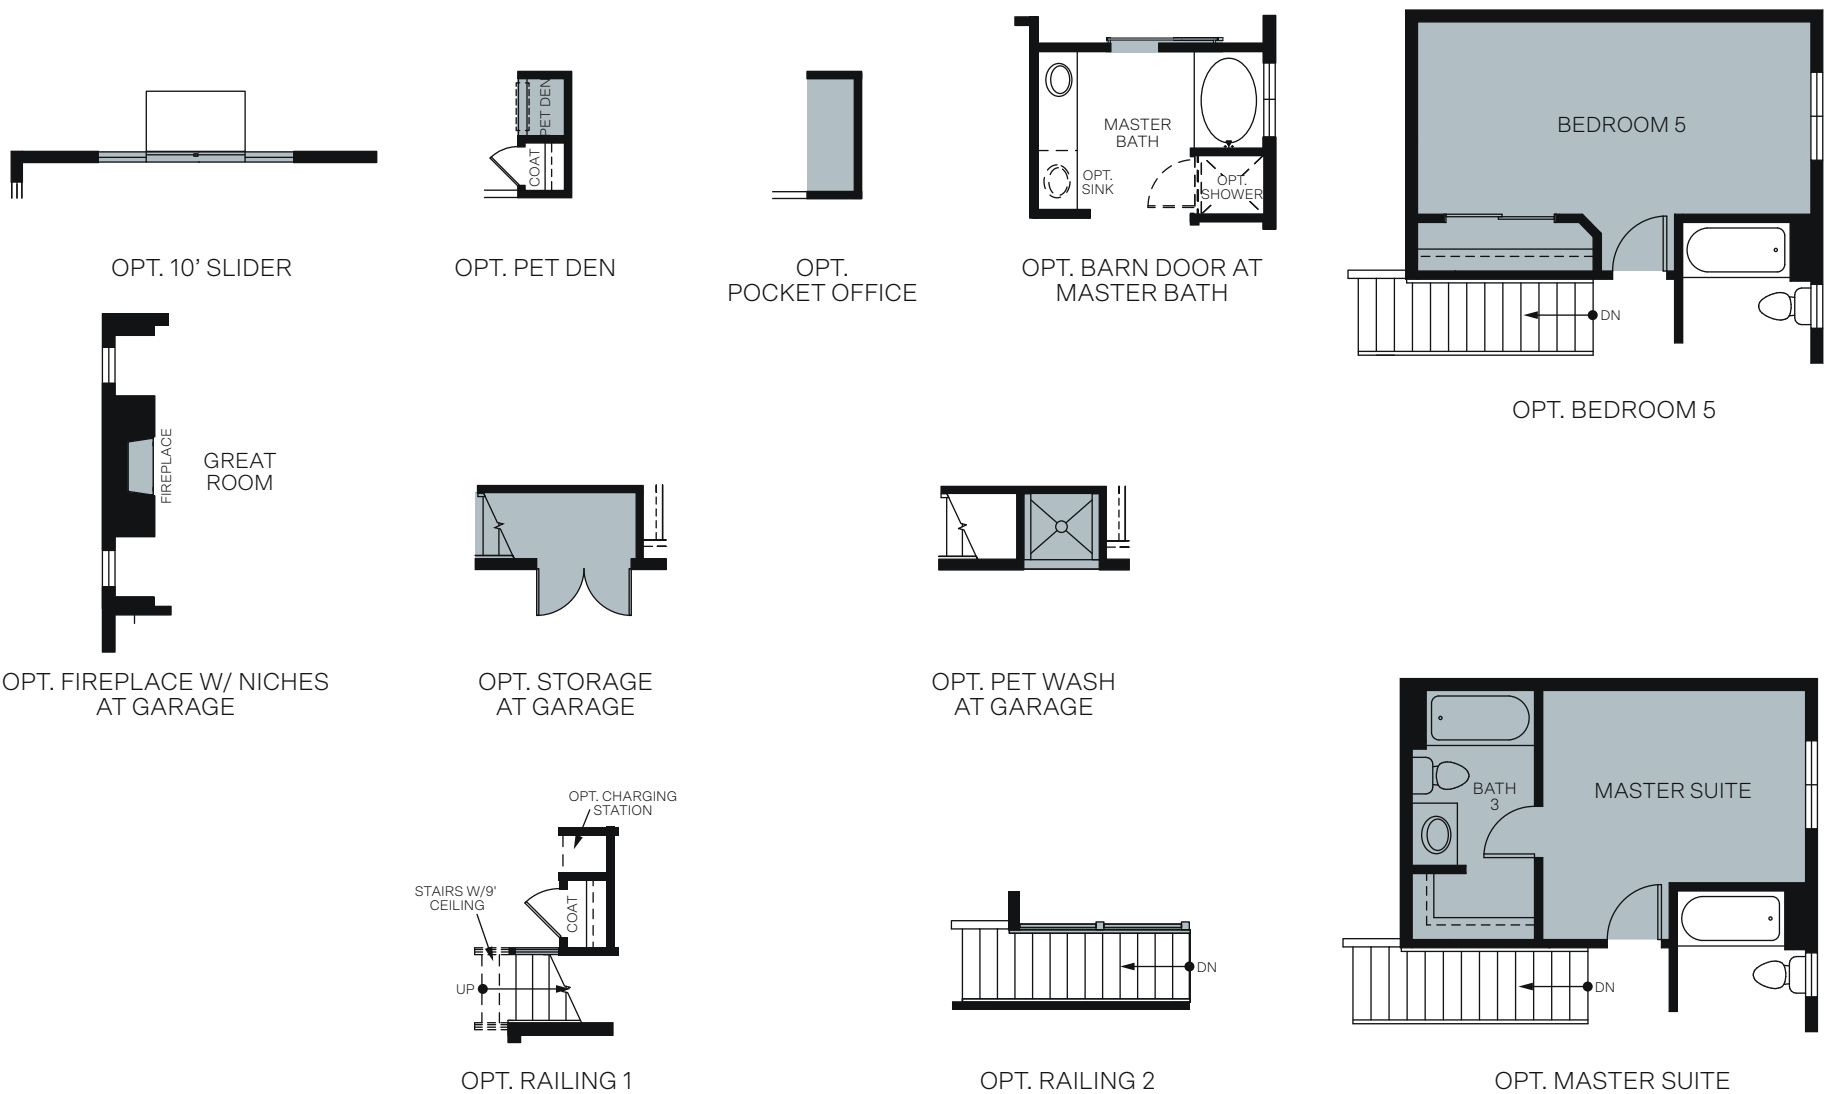 PET DEN
COAT
MASTER
BATH
OPT.
SINK
OPT.
SHOWER
BEDROOM 5
DN
OPT. 10’ SLIDER
OPT. PET DEN
OPT.
POCKET OFFICE
OPT. BARN DOOR AT
MASTER BATH
OPT. BEDROOM 5
FIREPLACE
GREAT
ROOM
OPT. FIREPLACE W/ NICHES
AT GARAGE
OPT. STORAGE
AT GARAGE
OPT. PET WASH
AT GARAGE
OPT. CHARGING
STATION
STAIRS W/9'
CEILING
COAT
UP
OPT. RAILING 1
DN
OPT. RAILING 2
BATH
3
MASTER SUITE
DN
OPT. MASTER SUITE